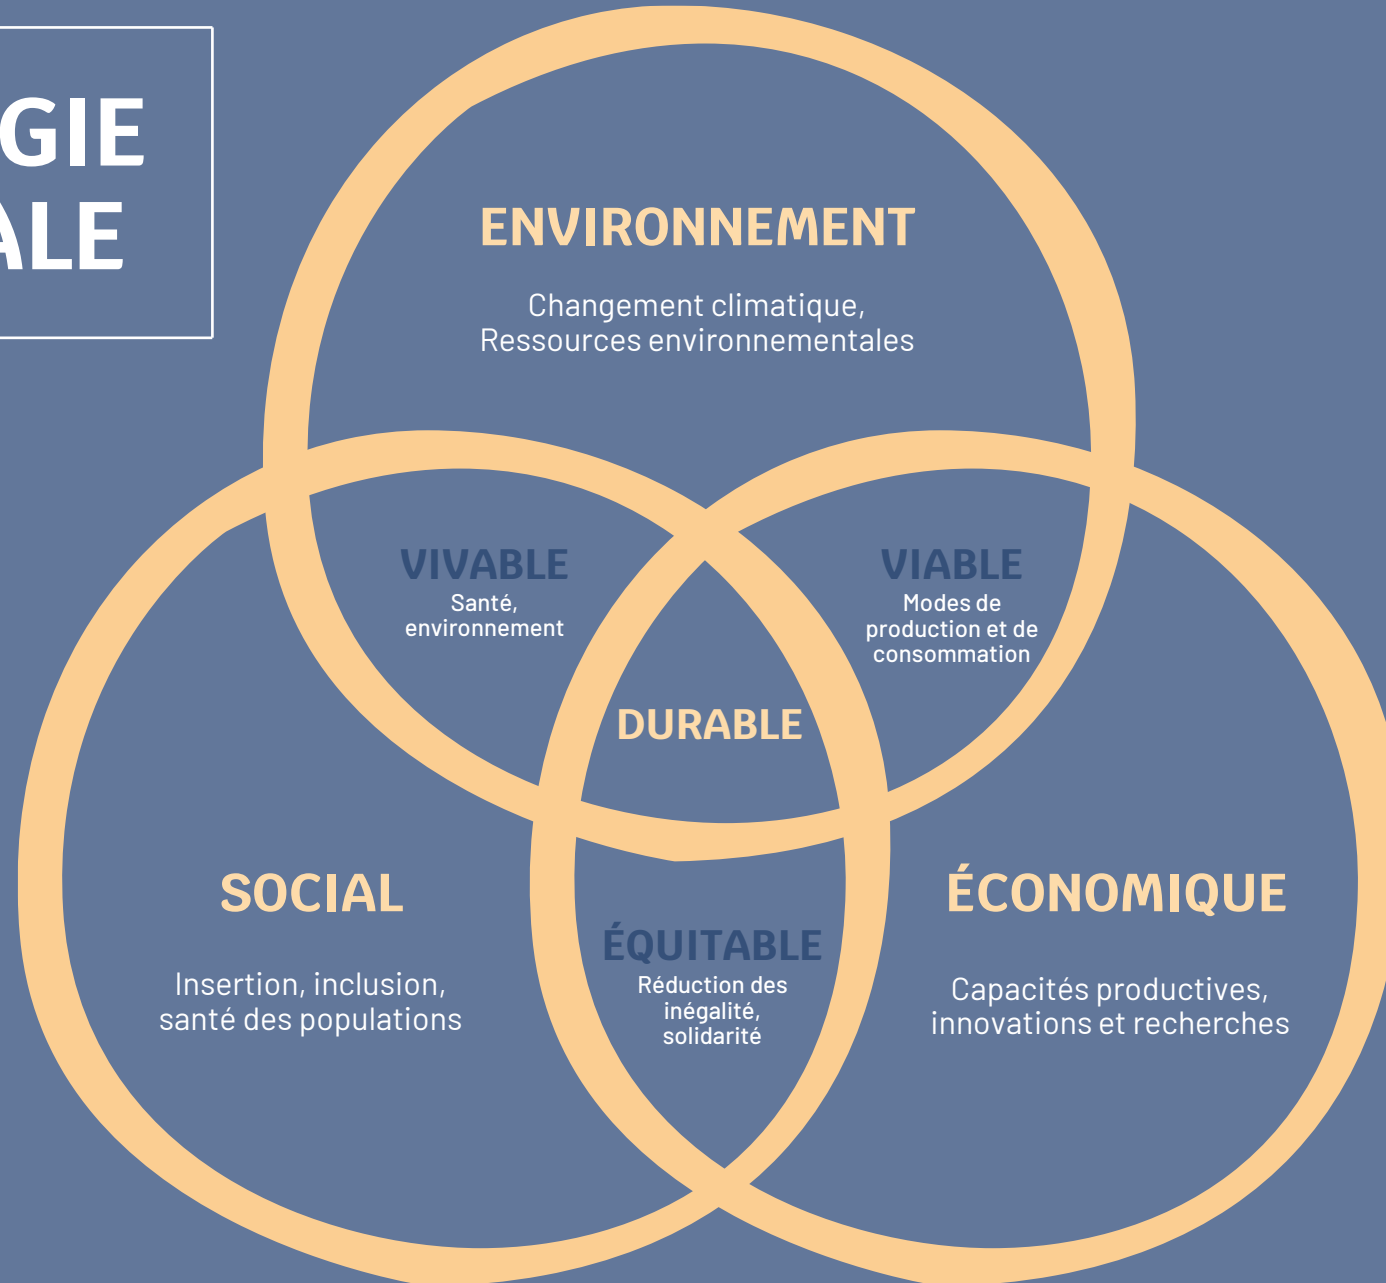 GIE
ALE
ENVIRONNEMENT
Changement climatique,
Ressources environnementales
VIVABLE
Santé,
environnement
VIABLE
Modes de
production et de
consommation
DURABLE
SOCIAL
Insertion, inclusion,
santé des populations
ÉQUITABLE
Réduction des
inégalité,
solidarité
ÉCONOMIQUE
Capacités productives,
innovations et recherches